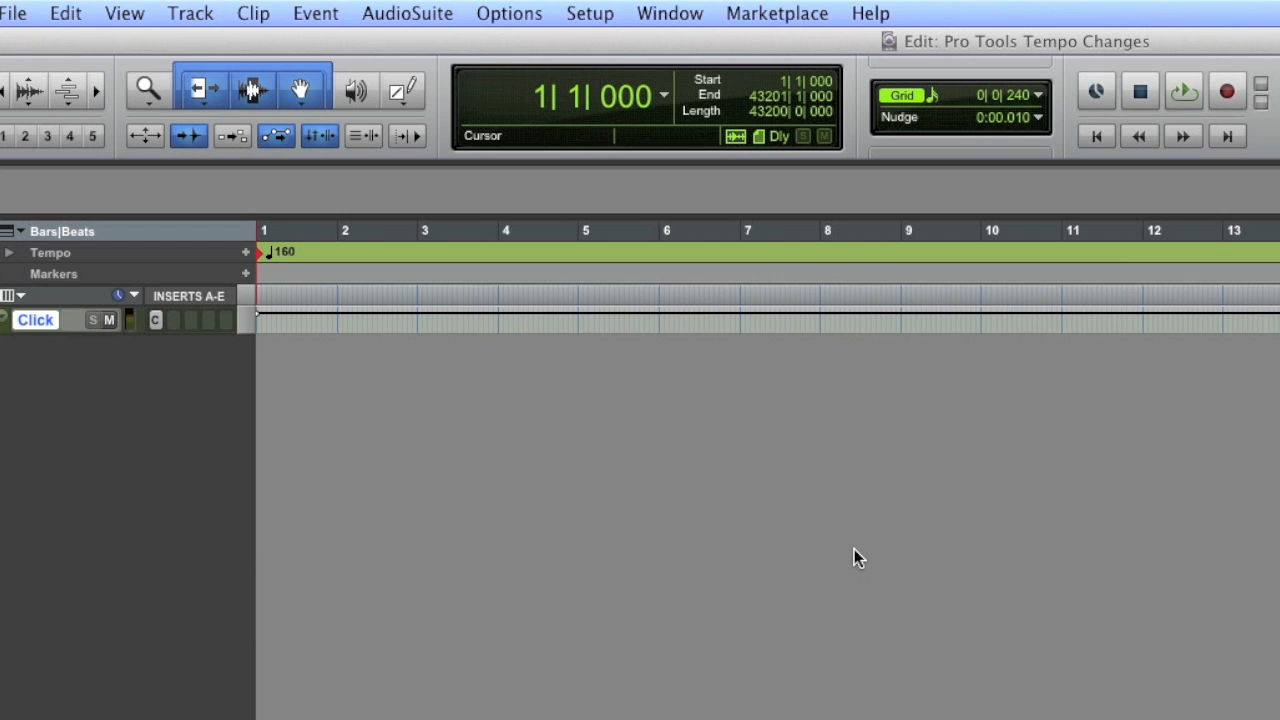 File Edit View Track Clip Event AudioSuite Options Setup Window Marketplace Help
Edit: Pro Tools Tempo Changes
1| 1| 000
Start 1| 1| 000
End 43201| 1| 000
Length 43200| 0| 000
Cursor
Dly S M
Grid 0| 0| 240
Nudge 0:00.010
1 2 3 4 5
Bars|Beats 1 2 3 4 5 6 7 8 9 10 11 12 13
Tempo + 160
Markers +
INSERTS A-E
Click S M C